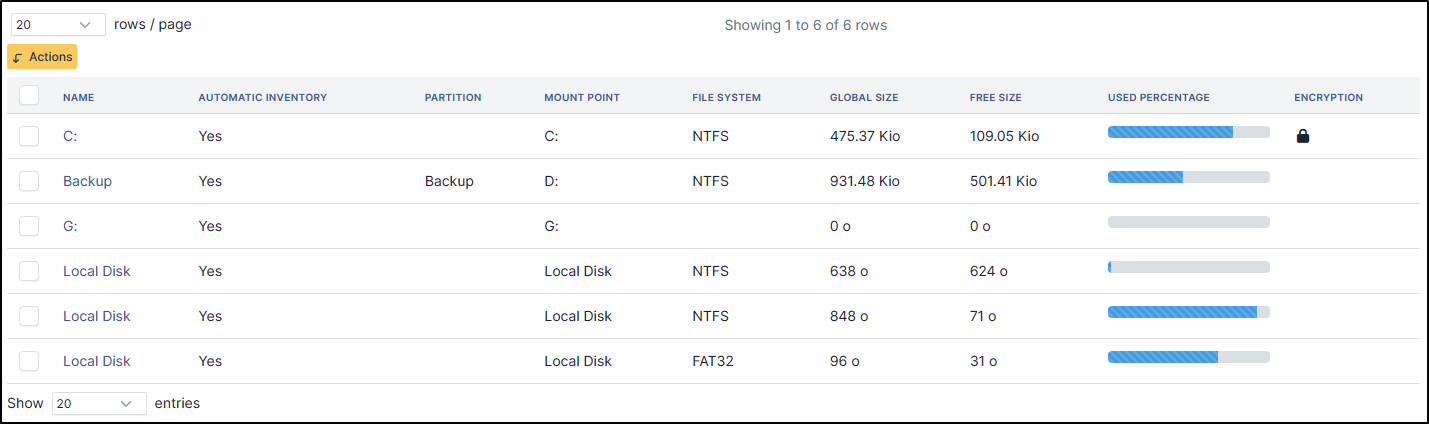 20 rows / page Showing 1 to 6 of 6 rows
Actions
NAME AUTOMATIC INVENTORY PARTITION MOUNT POINT FILE SYSTEM GLOBAL SIZE FREE SIZE USED PERCENTAGE ENCRYPTION
C: Yes C: NTFS 475.37 Kio 109.05 Kio
Backup Yes Backup D: NTFS 931.48 Kio 501.41 Kio
G: Yes G: 0 o 0 o
Local Disk Yes Local Disk NTFS 638 o 624 o
Local Disk Yes Local Disk NTFS 848 o 71 o
Local Disk Yes Local Disk FAT32 96 o 31 o
Show 20 entries